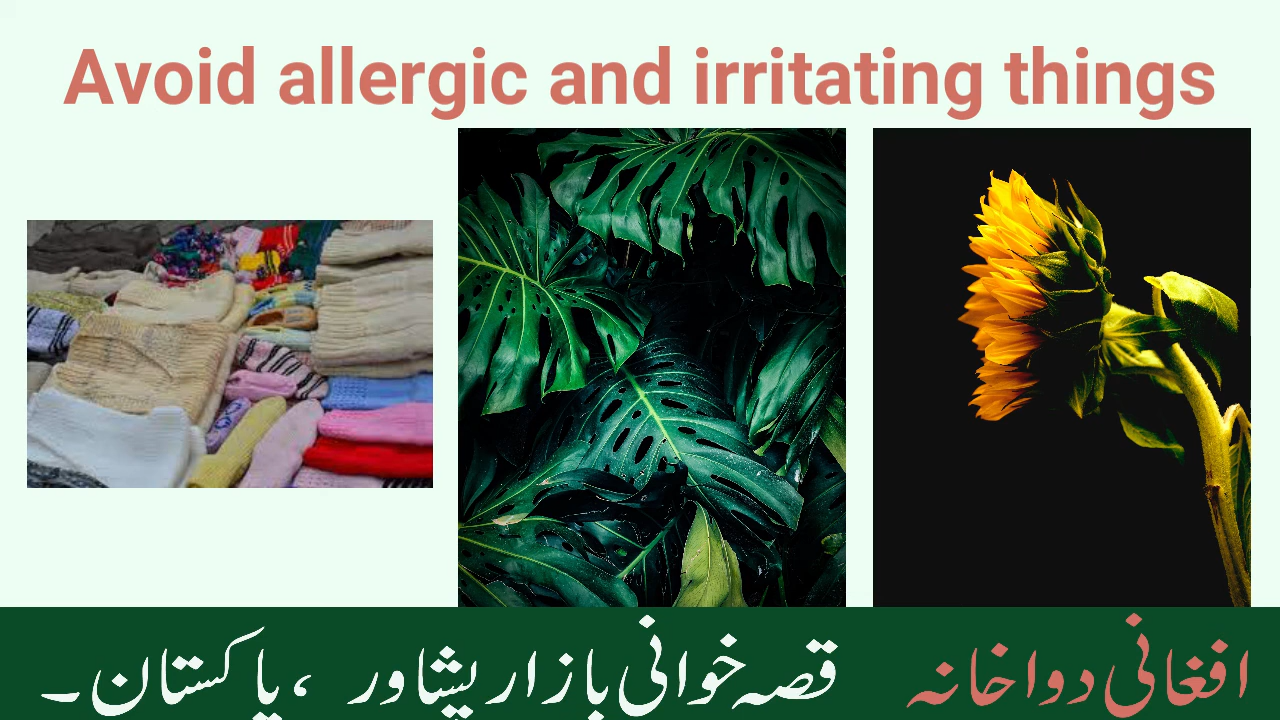 Avoid allergic and irritating things
افغانی دواخانہ قصہ خوانی بازار پشاور ، پاکستان۔